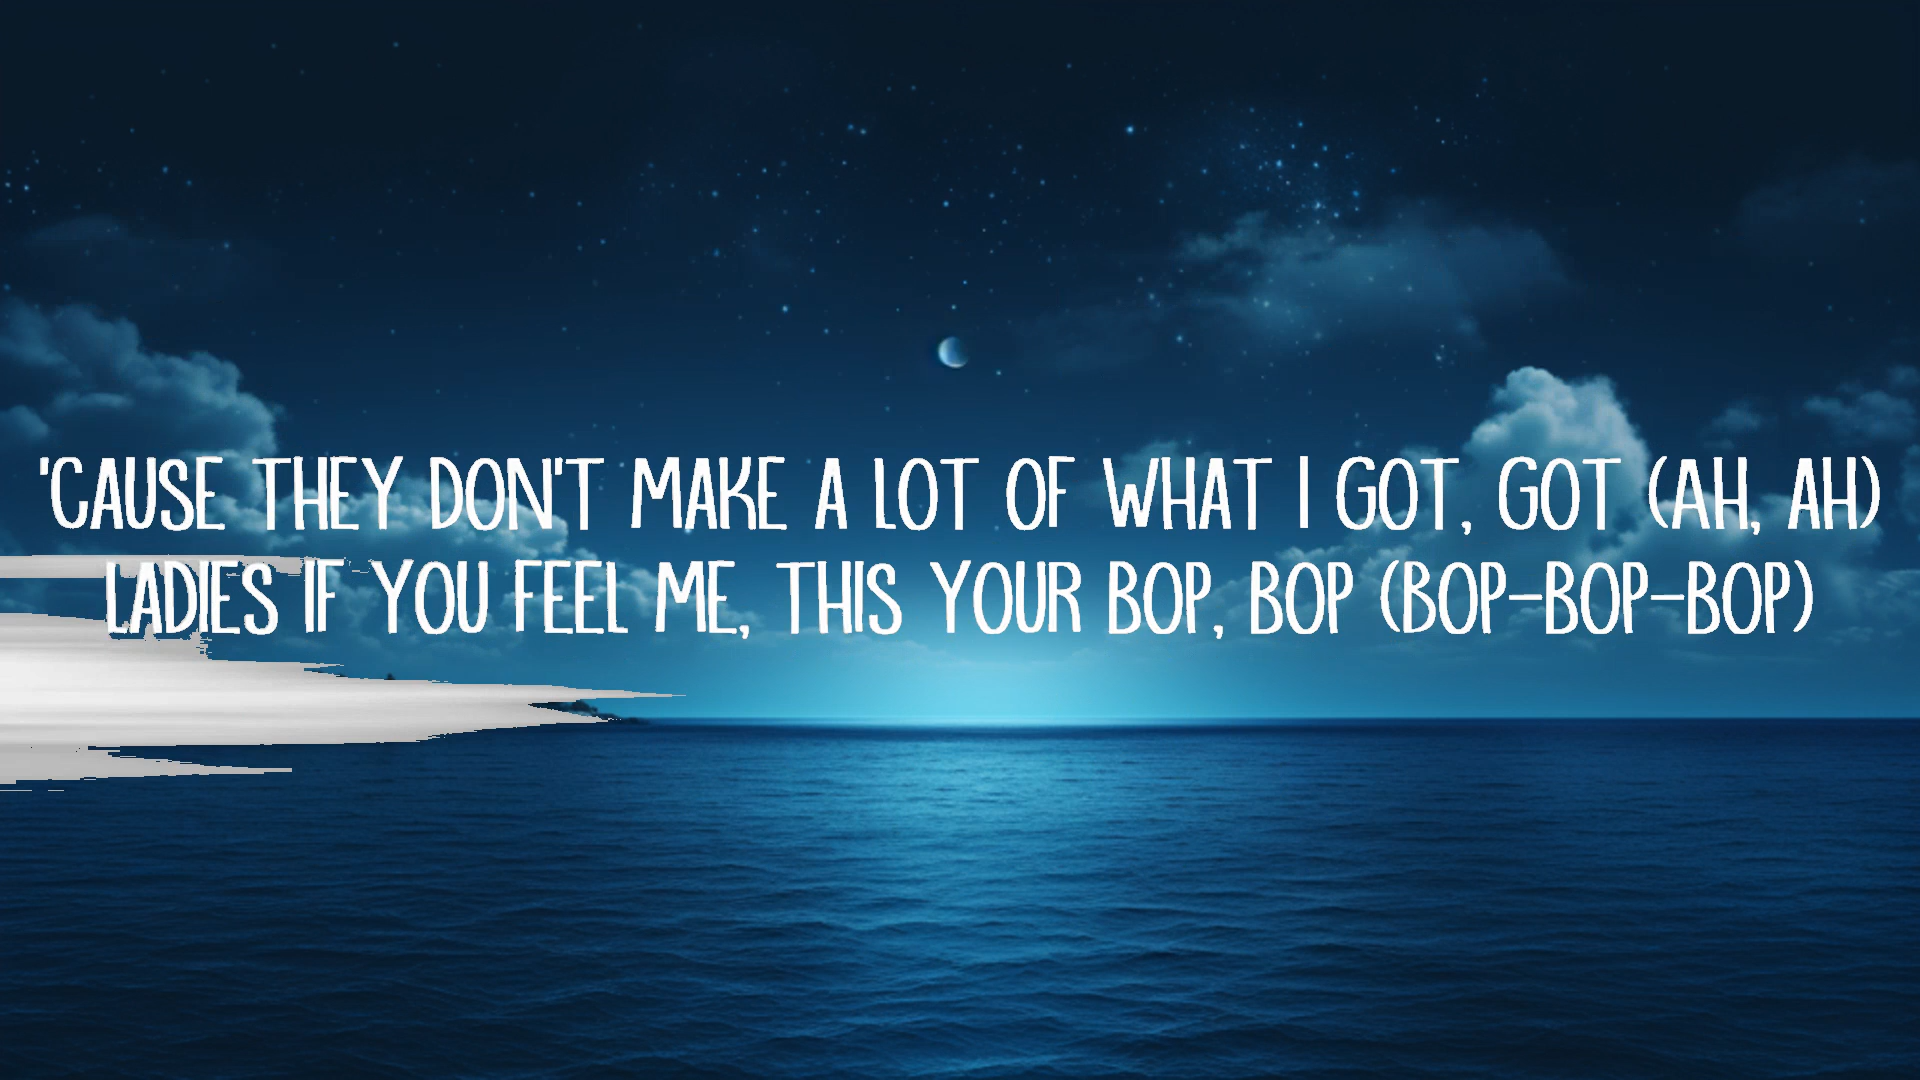 'CAUSE THEY DON'T MAKE A LOT OF WHAT I GOT, GOT (AH, AH)
LADIES IF YOU FEEL ME, THIS YOUR BOP, BOP (BOP-BOP-BOP)